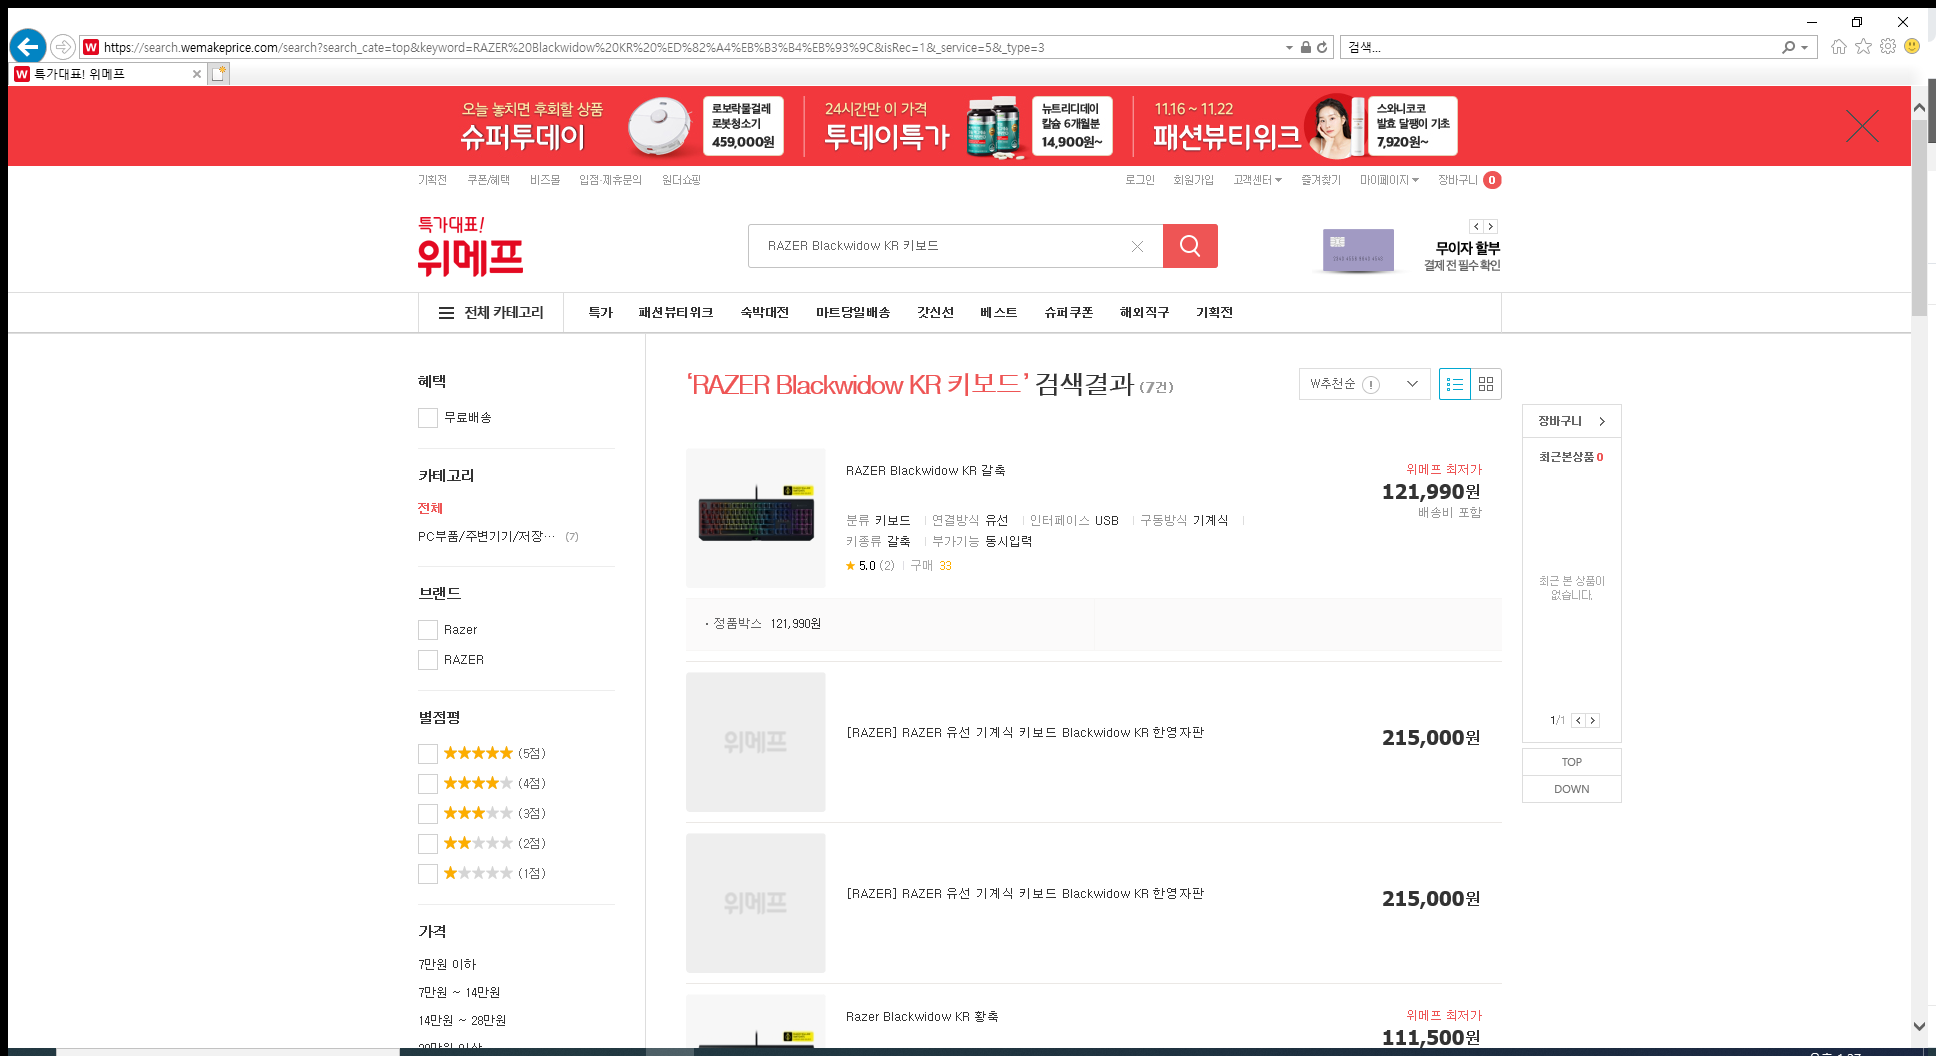 https://search.wemakeprice.com/search?search_cate=top&keyword=RAZER%20Blackwidow%20KR%20%ED%82%A4%EB%B3%B4%EB%93%9C&isRec=1&_service=5&_type=3
검색...
W 특가대표! 위메프
오늘 놓치면 후회할 상품
슈퍼투데이
로보락물걸레
로봇청소기
459,000원
24시간만 이 가격
투데이특가
뉴트리디데이
칼슘 6개월분
14,900원~
11.16 ~ 11.22
패션뷰티위크
스와니코코
발효 달팽이 기초
7,920원~
기획전 쿠폰/혜택 비즈몰 입점·제휴문의 원더쇼핑
로그인 회원가입 고객센터 즐겨찾기 마이페이지 장바구니 0
특가대표!
위메프
RAZER Blackwidow KR 키보드
무이자 할부
결제 전 필수 확인
전체 카테고리 특가 패션뷰티위크 숙박대전 마트당일배송 갓신선 베스트 슈퍼쿠폰 해외직구 기획전
혜택
무료배송
카테고리
전체
PC부품/주변기기/저장... (7)
브랜드
Razer
RAZER
별점평
★★★★★ (5점)
★★★★★ (4점)
★★★★★ (3점)
★★★★★ (2점)
★★★★★ (1점)
가격
7만원 이하
7만원 ~ 14만원
14만원 ~ 28만원
‘RAZER Blackwidow KR 키보드’ 검색결과 (7건)
W추천순 !
RAZER Blackwidow KR 갈축
분류 키보드 | 연결방식 유선 | 인터페이스 USB | 구동방식 기계식 |
키종류 갈축 | 부가기능 동시입력
★ 5.0 (2) | 구매 33
위메프 최저가
121,990원
배송비 포함
· 정품박스 121,990원
위메프
[RAZER] RAZER 유선 기계식 키보드 Blackwidow KR 한영자판
215,000원
위메프
[RAZER] RAZER 유선 기계식 키보드 Blackwidow KR 한영자판
215,000원
Razer Blackwidow KR 황축
위메프 최저가
111,500원
장바구니
최근본상품 0
최근 본 상품이
없습니다.
1/1
TOP
DOWN